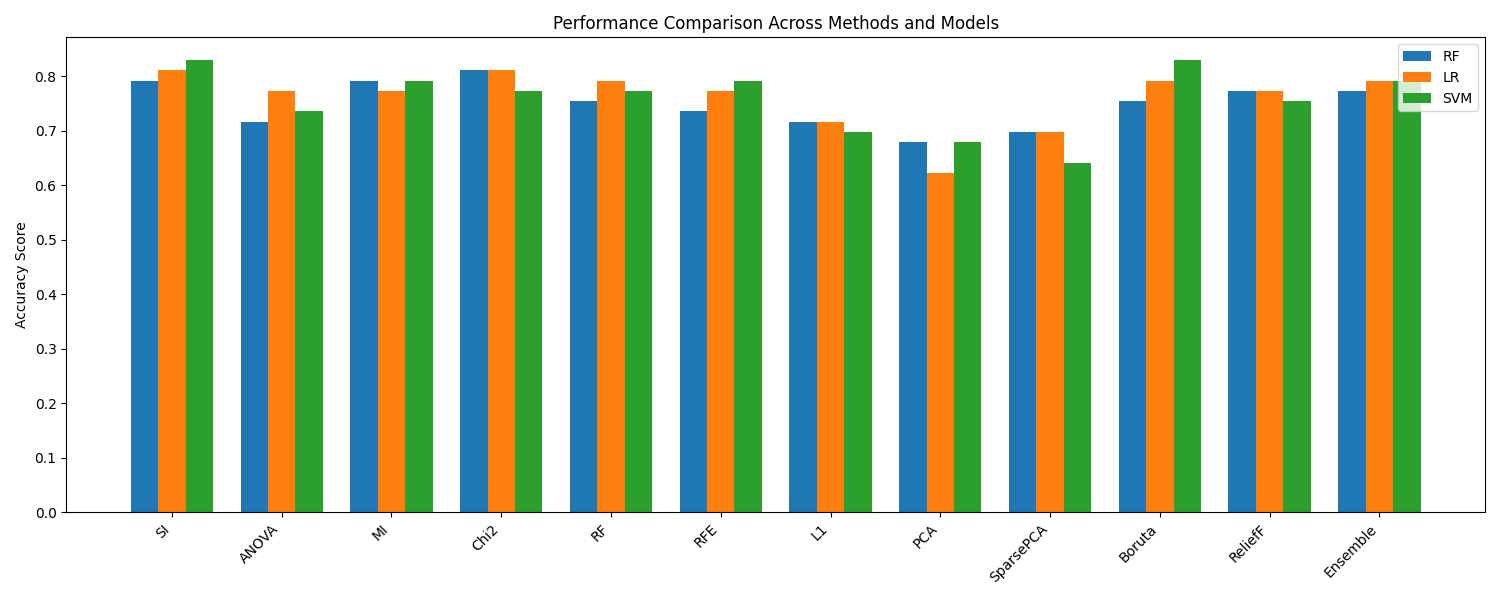 Performance Comparison Across Methods and Models
RF
LR
SVM
Accuracy Score
0.8
0.7
0.6
0.5
0.4
0.3
0.2
0.1
0.0
SI
ANOVA
MI
Chi2
RF
RFE
L1
PCA
SparsePCA
Boruta
ReliefF
Ensemble